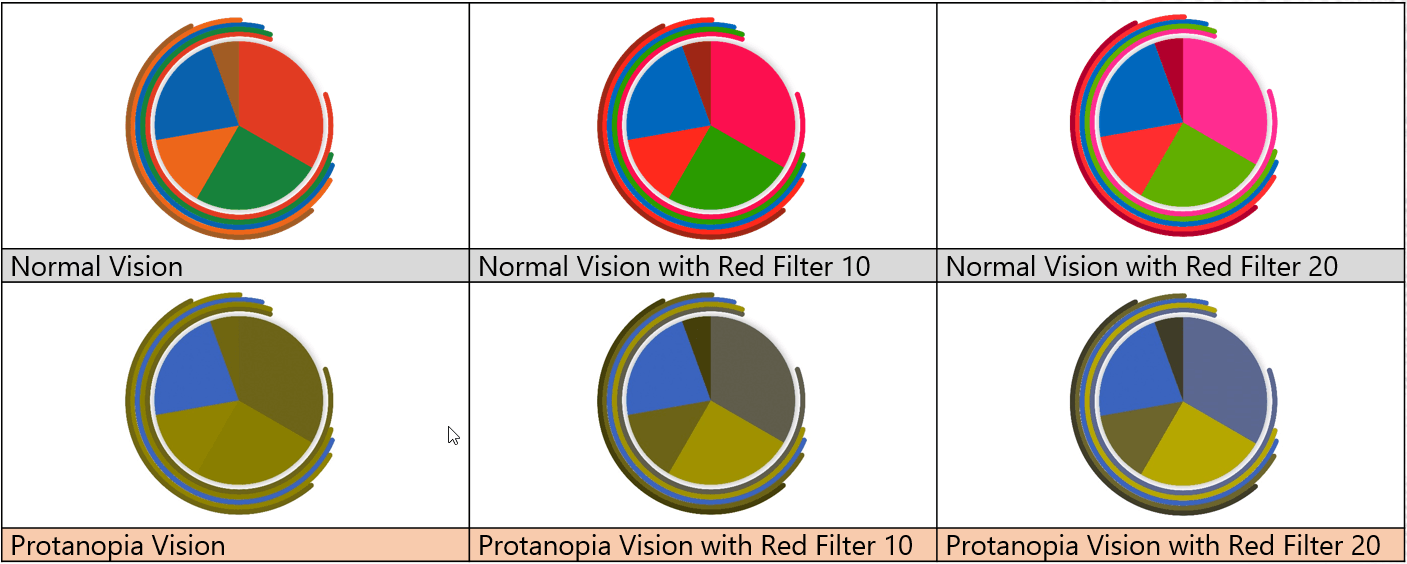 Normal Vision
Normal Vision with Red Filter 10
Normal Vision with Red Filter 20
Protanopia Vision
Protanopia Vision with Red Filter 10
Protanopia Vision with Red Filter 20